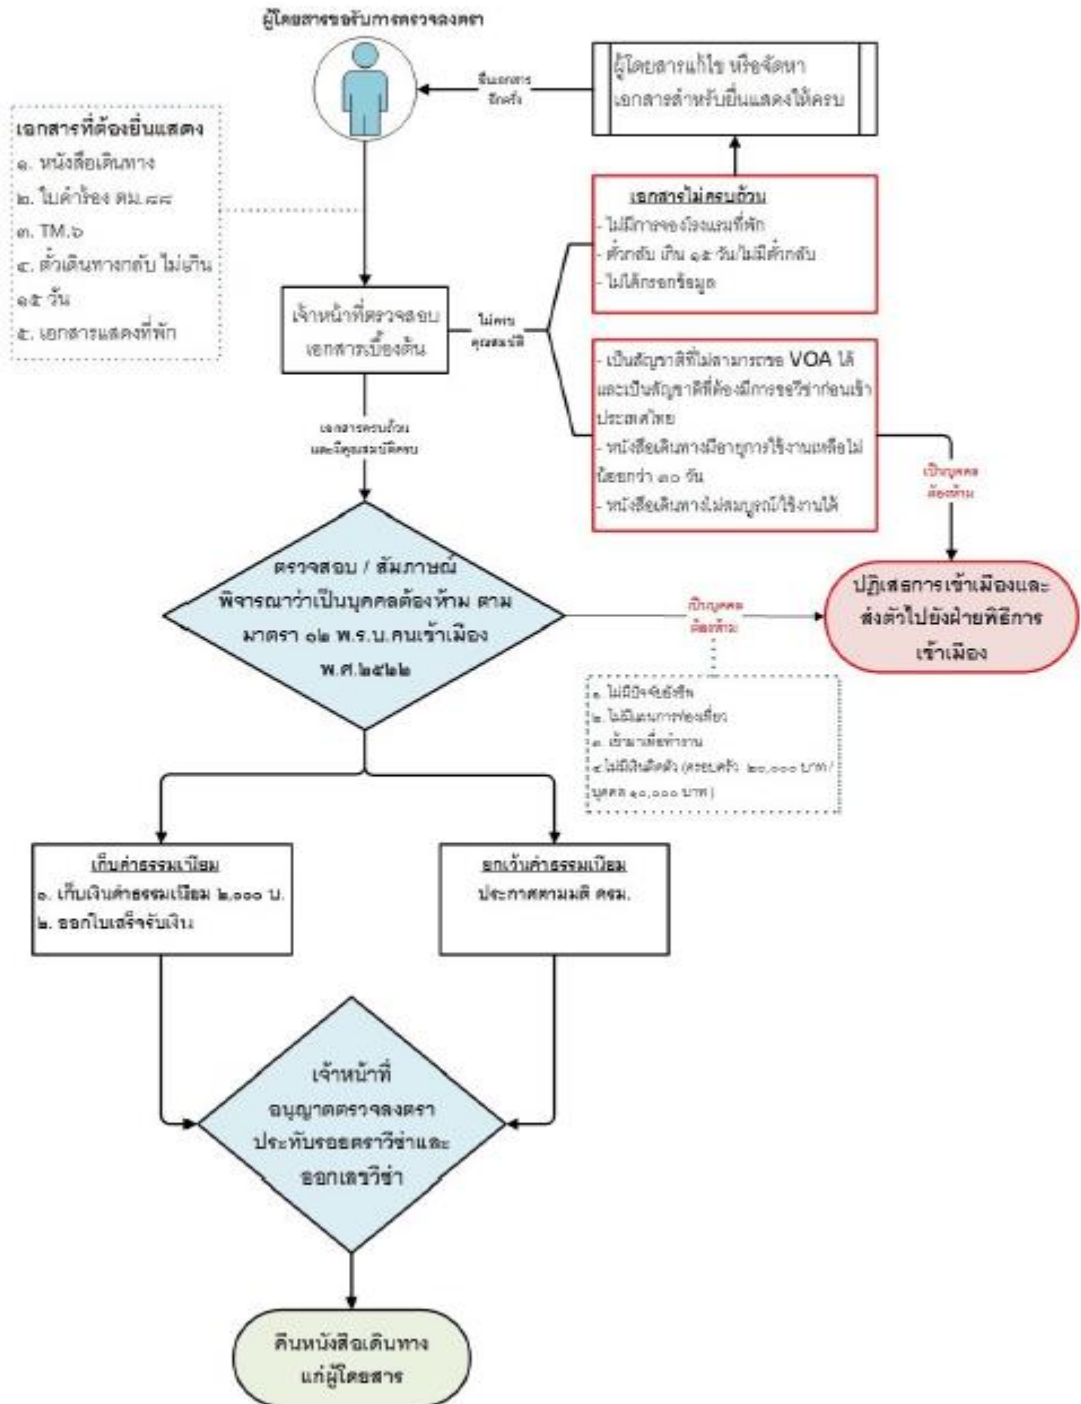 ผู้โดยสารขอรับการตรวจลงตรา
ยื่นเอกสาร
อีกครั้ง
ผู้โดยสารแก้ไข หรือจัดหา
เอกสารสำหรับยื่นแสดงให้ครบ
เอกสารที่ต้องยื่นแสดง
๑. หนังสือเดินทาง
๒. ใบคำร้อง ตม.๘๘
๓. TM.๖
๔. ตั๋วเดินทางกลับ ไม่เกิน
๑๕ วัน
๕. เอกสารแสดงที่พัก
เอกสารไม่ครบถ้วน
- ไม่มีการจองโรงแรมที่พัก
- ตั๋วกลับ เกิน ๑๕ วัน/ไม่มีตั๋วกลับ
- ไม่ได้กรอกข้อมูล
เจ้าหน้าที่ตรวจสอบ
เอกสารเบื้องต้น
ไม่ครบ
คุณสมบัติ
- เป็นสัญชาติที่ไม่สามารถขอ VOA ได้
และเป็นสัญชาติที่ต้องมีการขอวีซ่าก่อนเข้า
ประเทศไทย
- หนังสือเดินทางมีอายุการใช้งานเหลือไม่
น้อยกว่า ๓๐ วัน
- หนังสือเดินทางไม่สมบูรณ์/ใช้งานได้
เอกสารครบถ้วน
และมีคุณสมบัติครบ
เป็นบุคคล
ต้องห้าม
ตรวจสอบ / สัมภาษณ์
พิจารณาว่าเป็นบุคคลต้องห้าม ตาม
มาตรา ๑๒ พ.ร.บ.คนเข้าเมือง
พ.ศ.๒๕๒๒
เป็นบุคคล
ต้องห้าม
ปฏิเสธการเข้าเมืองและ
ส่งตัวไปยังฝ่ายพิธีการ
เข้าเมือง
๑. ไม่มีปัจจัยยังชีพ
๒. ไม่มีแผนการท่องเที่ยว
๓. เข้ามาเพื่อทำงาน
๔.ไม่มีเงินติดตัว (ครอบครัว ๒๐,๐๐๐ บาท /
บุคคล ๑๐,๐๐๐ บาท )
เก็บค่าธรรมเนียม
๑. เก็บเงินค่าธรรมเนียม ๒,๐๐๐ บ.
๒. ออกใบเสร็จรับเงิน
ยกเว้นค่าธรรมเนียม
ประกาศตามมติ ครม.
เจ้าหน้าที่
อนุญาตตรวจลงตรา
ประทับรอยตราวีซ่าและ
ออกเลขวีซ่า
คืนหนังสือเดินทาง
แก่ผู้โดยสาร